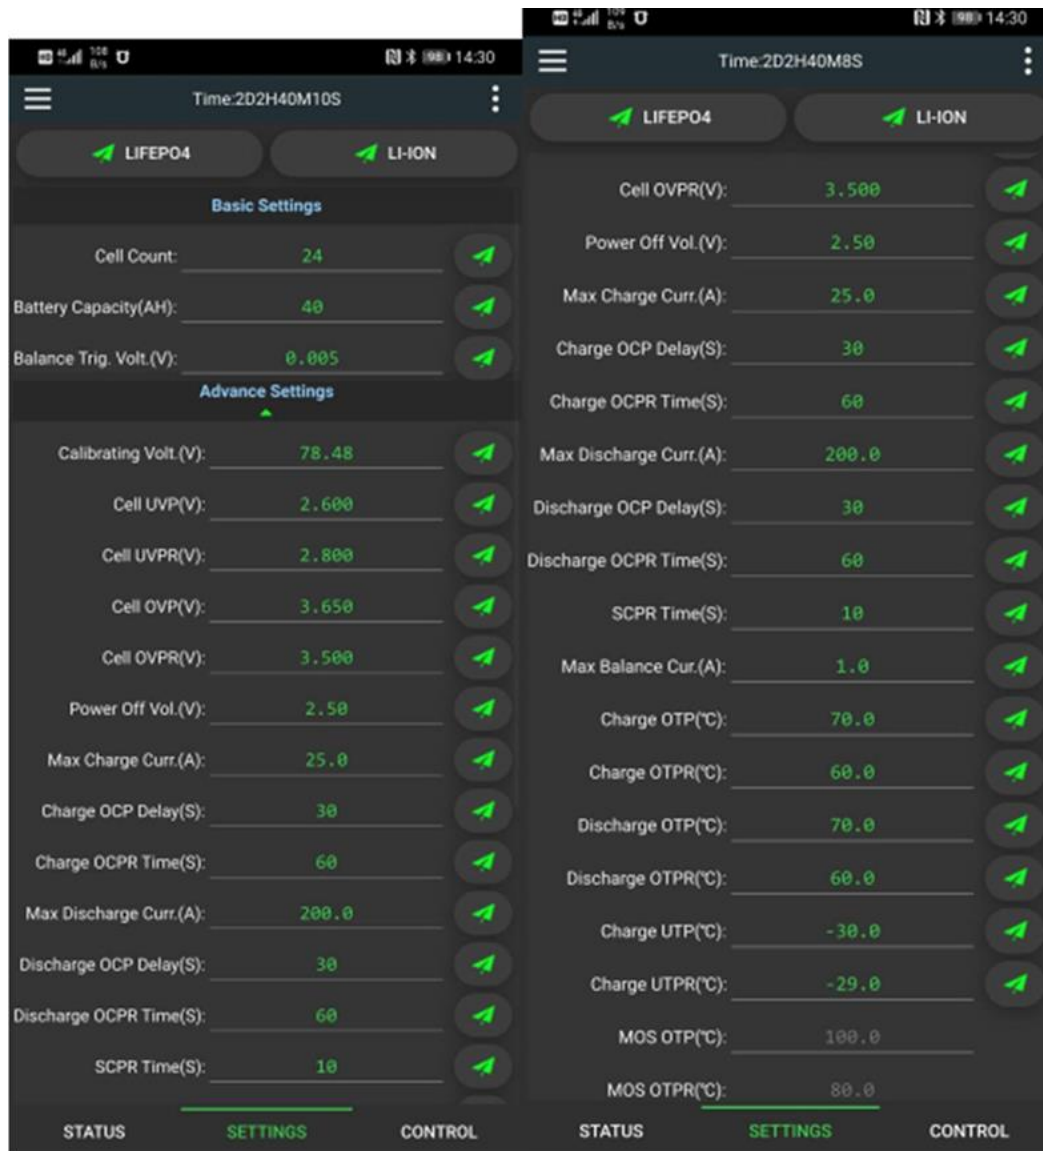 HD 46 108 B/s 98 14:30
Time:2D2H40M10S
LIFEPO4 LI-ION
Basic Settings
Cell Count: 24
Battery Capacity(AH): 40
Balance Trig. Volt.(V): 0.005
Advance Settings
Calibrating Volt.(V): 78.48
Cell UVP(V): 2.600
Cell UVPR(V): 2.800
Cell OVP(V): 3.650
Cell OVPR(V): 3.500
Power Off Vol.(V): 2.50
Max Charge Curr.(A): 25.0
Charge OCP Delay(S): 30
Charge OCPR Time(S): 60
Max Discharge Curr.(A): 200.0
Discharge OCP Delay(S): 30
Discharge OCPR Time(S): 60
SCPR Time(S): 10
STATUS SETTINGS CONTROL
HD 109 B/s 98 14:30
Time:2D2H40M8S
LIFEPO4 LI-ION
Cell OVPR(V): 3.500
Power Off Vol.(V): 2.50
Max Charge Curr.(A): 25.0
Charge OCP Delay(S): 30
Charge OCPR Time(S): 60
Max Discharge Curr.(A): 200.0
Discharge OCP Delay(S): 30
Discharge OCPR Time(S): 60
SCPR Time(S): 10
Max Balance Cur.(A): 1.0
Charge OTP(℃): 70.0
Charge OTPR(℃): 60.0
Discharge OTP(℃): 70.0
Discharge OTPR(℃): 60.0
Charge UTP(℃): -30.0
Charge UTPR(℃): -29.0
MOS OTP(℃): 100.0
MOS OTPR(℃): 80.0
STATUS SETTINGS CONTROL